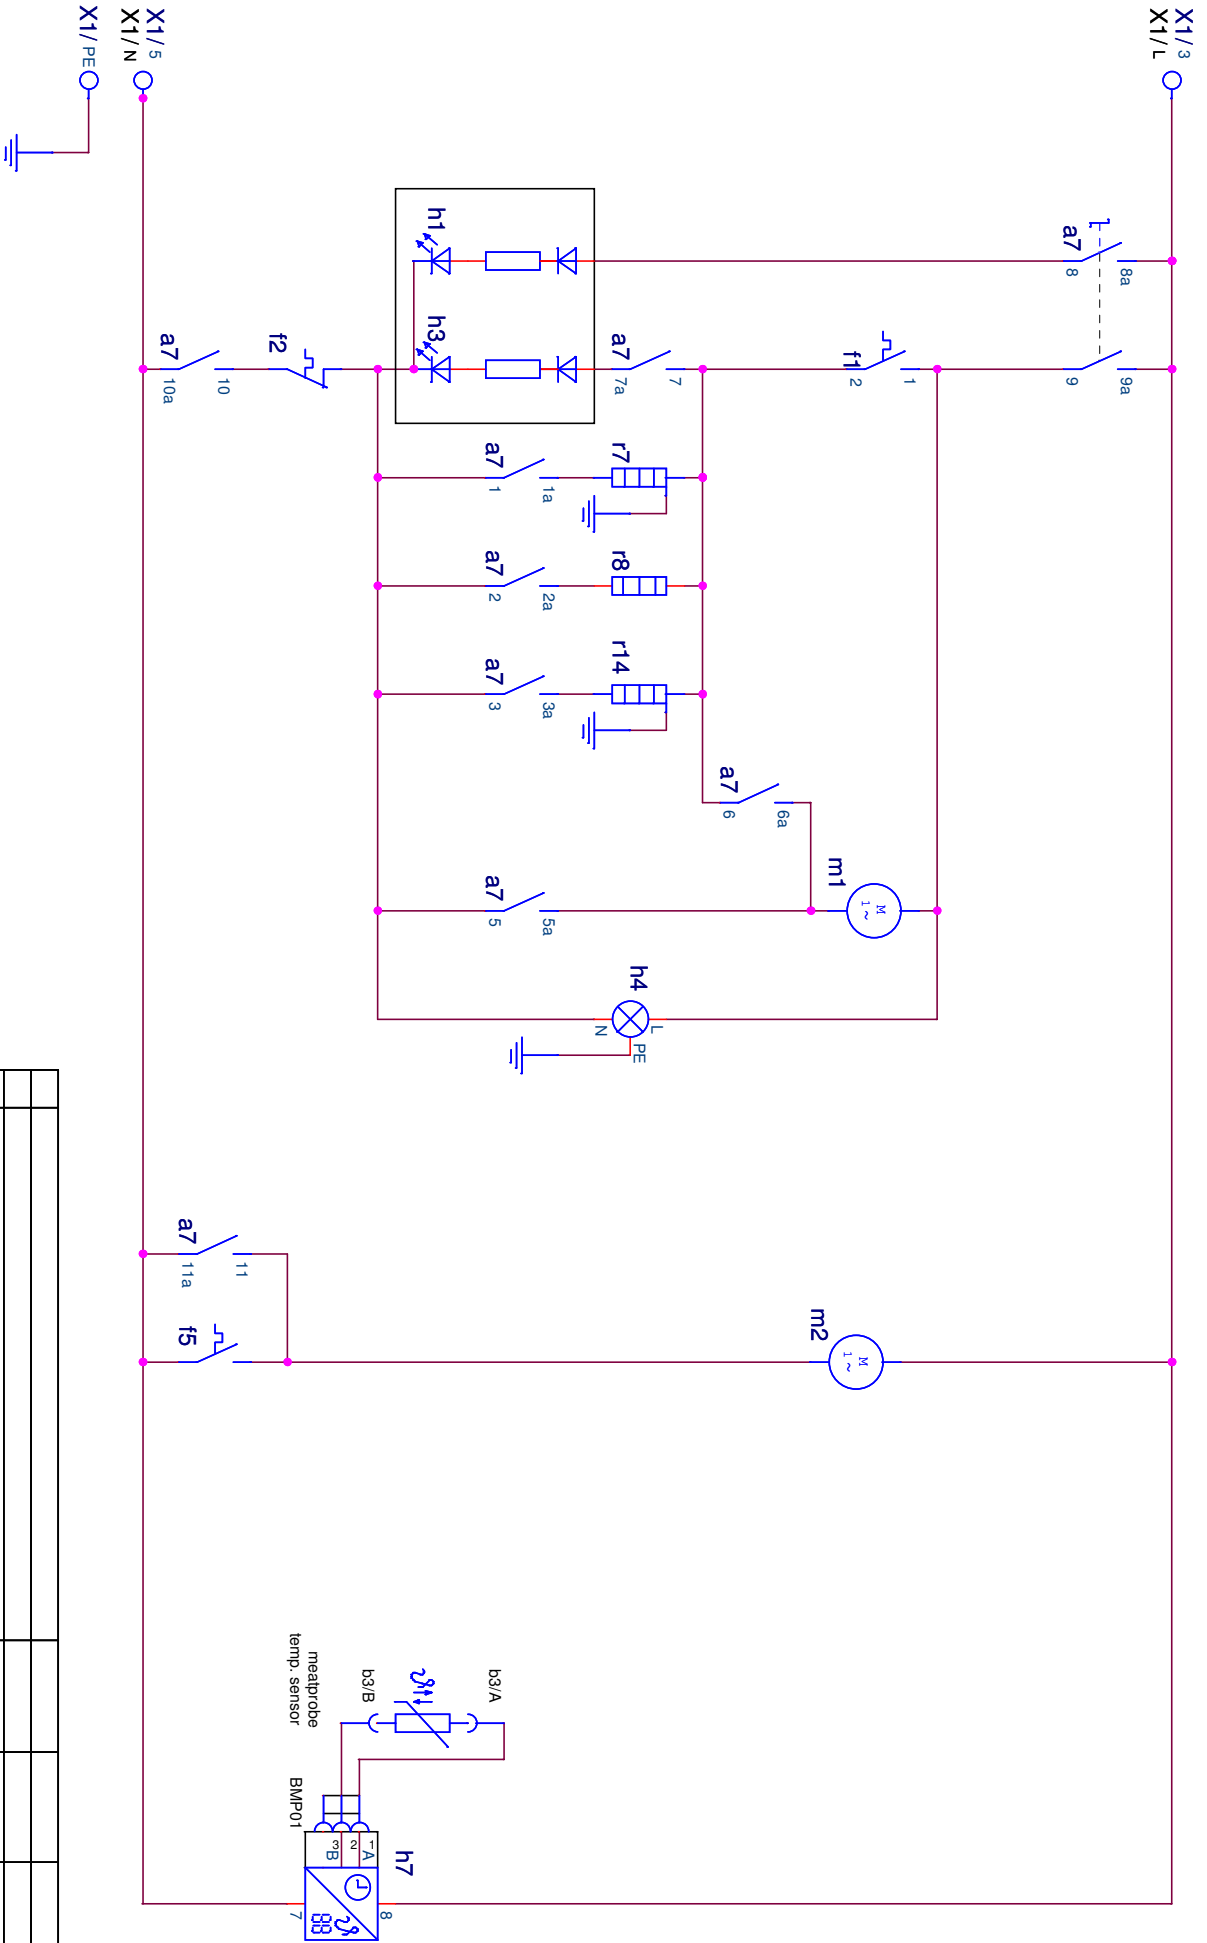 X1/ 3
X1/ L
X1/ 5
X1/ N
X1/ PE
a7
8
8a
9
9a
f1
1
2
h1
h3
a7
7
7a
f2
a7
10
10a
r7
a7
1
1a
r8
a7
2
2a
r14
a7
3
3a
a7
6
6a
m1
M
1 ~
a7
5
5a
h4
L
N
PE
a7
11
11a
f5
m2
M
1 ~
meatprobe
temp. sensor
b3/A
b3/B
BMP01
h7
1
2
3
A
B
8
7